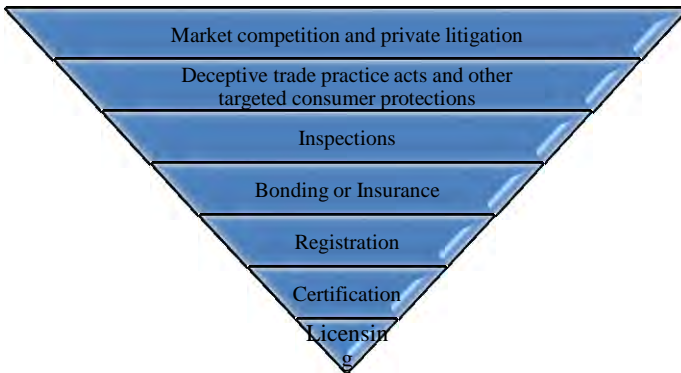 Market competition and private litigation
Deceptive trade practice acts and other
targeted consumer protections
Inspections
Bonding or Insurance
Registration
Certification
Licensin
g